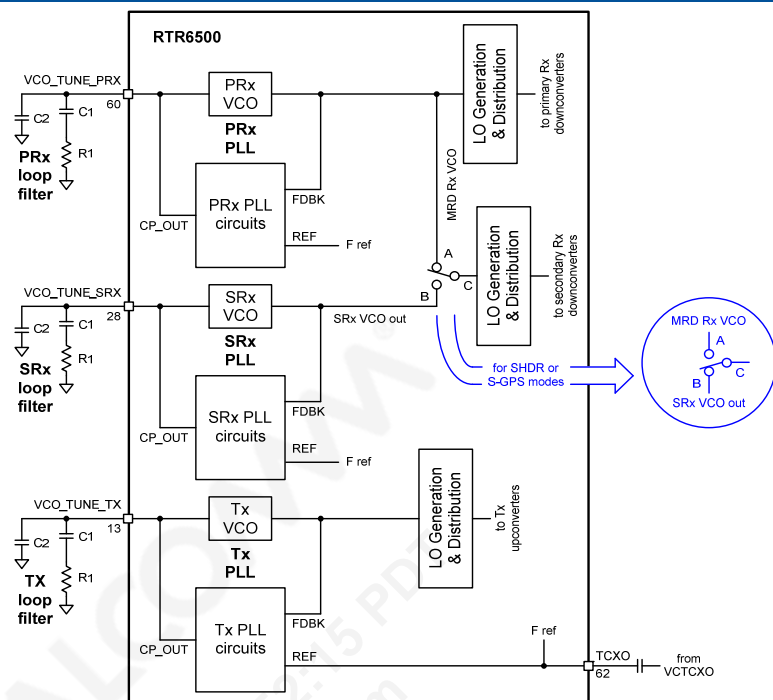 RTR6500
VCO_TUNE_PRX
60
C2
C1
R1
PRx
loop
filter
PRx
VCO
PRx
PLL
PRx PLL
circuits
CP_OUT
FDBK
REF
F ref
LO Generation
& Distribution
to primary Rx
downconverters
MRD Rx VCO
A
B
C
LO Generation
& Distribution
to secondary Rx
downconverters
VCO_TUNE_SRX
28
C2
C1
R1
SRx
loop
filter
SRx
VCO
SRx
PLL
SRx VCO out
SRx PLL
circuits
CP_OUT
FDBK
REF
F ref
for SHDR or
S-GPS modes
MRD Rx VCO
A
B
C
SRx VCO out
VCO_TUNE_TX
13
C2
C1
R1
TX
loop
filter
Tx
VCO
Tx
PLL
Tx PLL
circuits
CP_OUT
FDBK
REF
LO Generation
& Distribution
to Tx
upconverters
F ref
TCXO
62
from
VCTCXO
ALCOMM
2:15 PDT